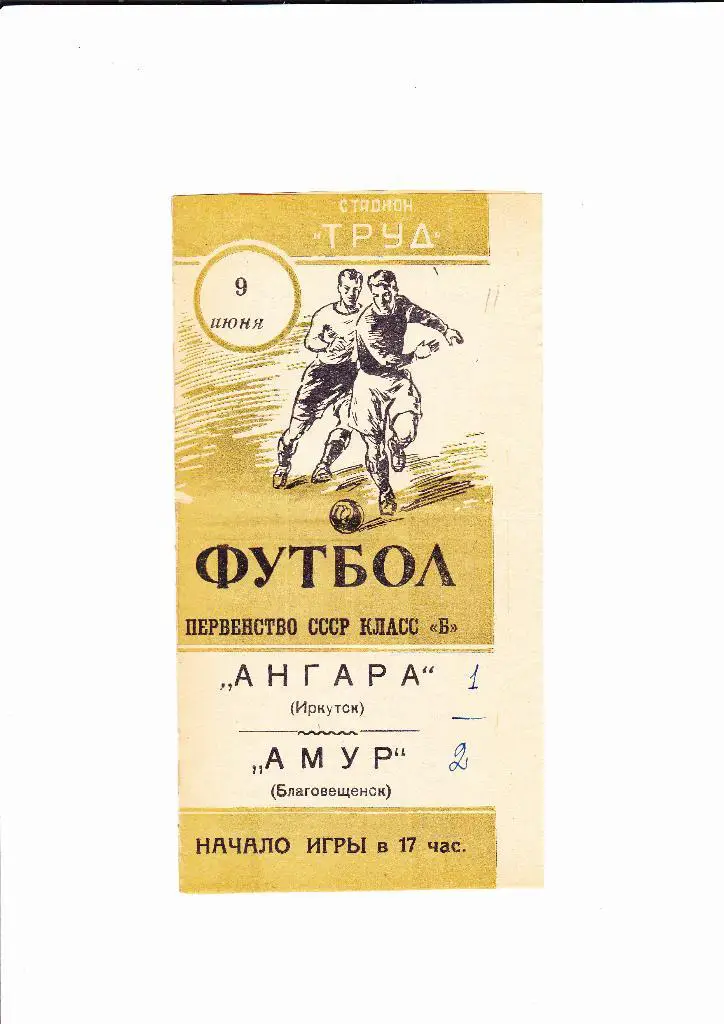 СТАДИОН
«ТРУД»
9
июня
ФУТБОЛ
ПЕРВЕНСТВО СССР КЛАСС «Б»
„АНГАРА“ 1
(Иркутск)
„АМУР“ 2
(Благовещенск)
НАЧАЛО ИГРЫ в 17 час.